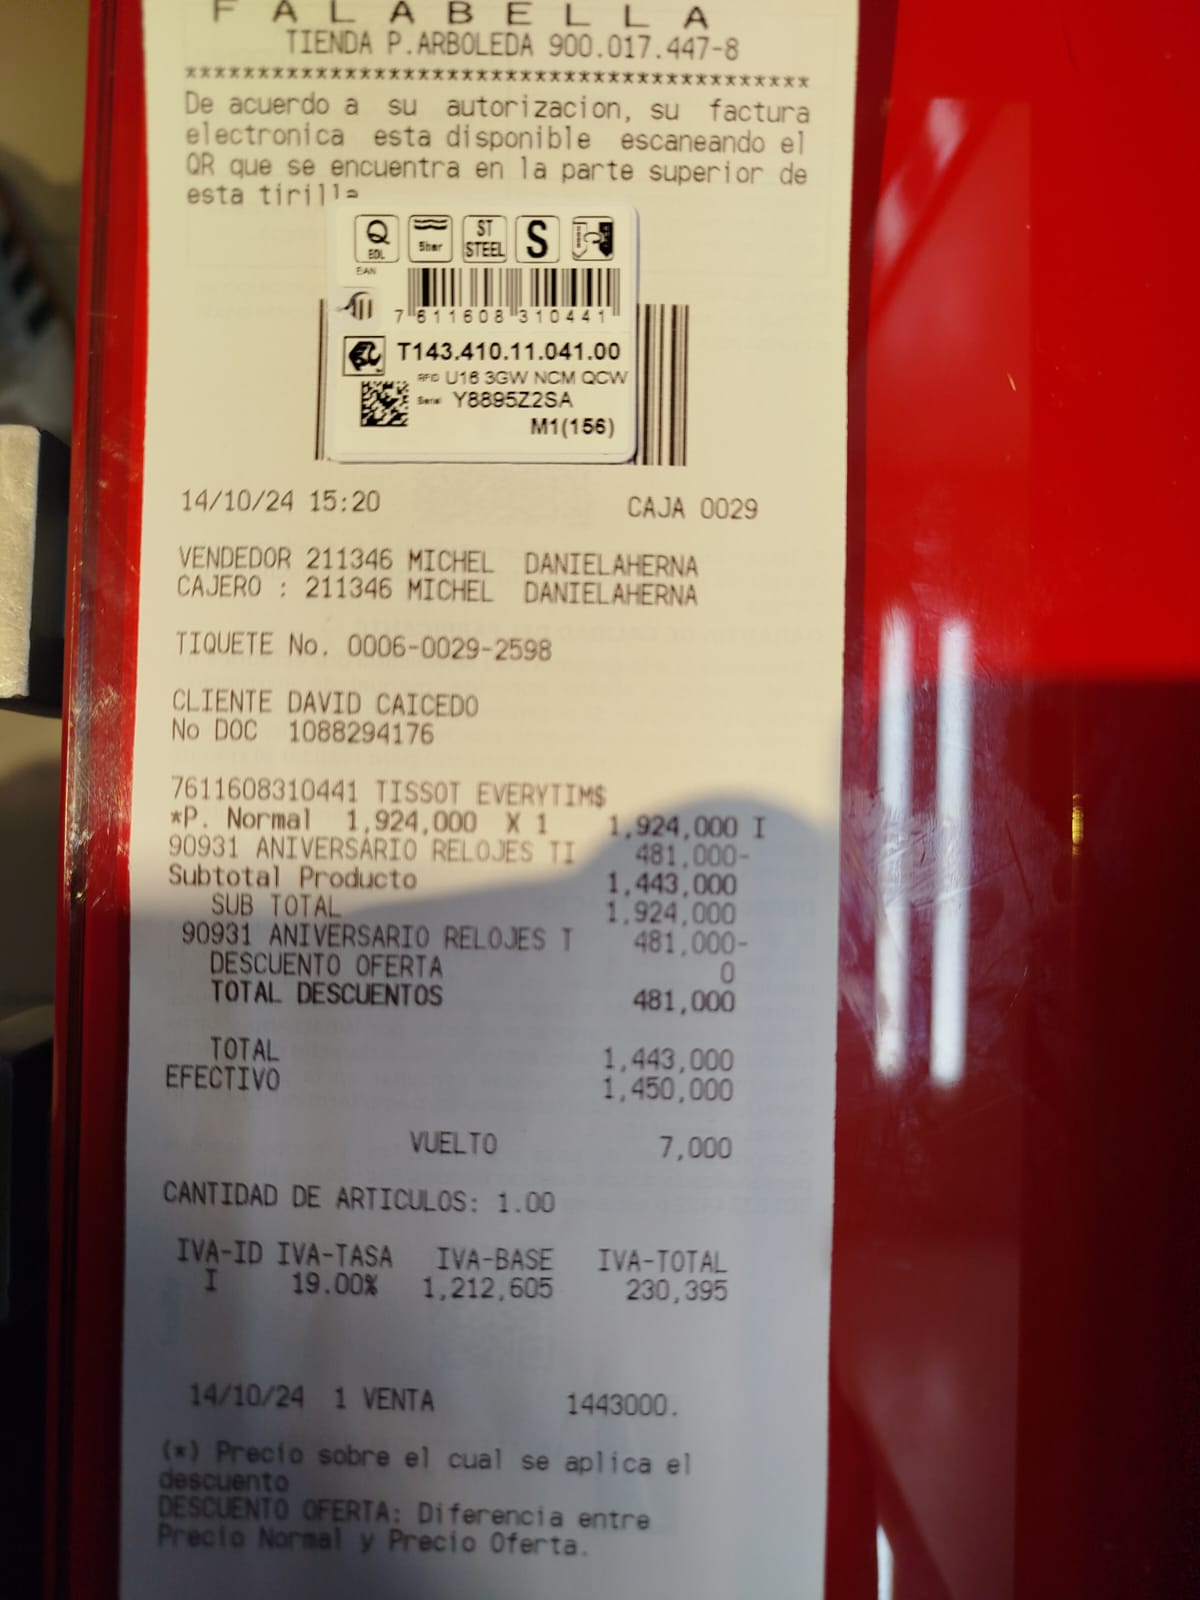 FALABELLA
TIENDA P.ARBOLEDA 900.017.447-8
*******************************************
De acuerdo a su autorizacion, su factura
electronica esta disponible escaneando el
QR que se encuentra en la parte superior de
esta tirilla
Q EOL
5bar
ST STEEL
S
EAN
7 611608 310441
T143.410.11.041.00
RFID U16 3GW NCM QCW
Serial Y8895Z2SA
M1(156)
14/10/24 15:20 CAJA 0029
VENDEDOR 211346 MICHEL DANIELAHERNA
CAJERO : 211346 MICHEL DANIELAHERNA
TIQUETE No. 0006-0029-2598
CLIENTE DAVID CAICEDO
No DOC 1088294176
7611608310441 TISSOT EVERYTIM$
*P. Normal 1,924,000 X 1 1,924,000 I
90931 ANIVERSARIO RELOJES TI 481,000-
Subtotal Producto 1,443,000
SUB TOTAL 1,924,000
90931 ANIVERSARIO RELOJES T 481,000-
DESCUENTO OFERTA 0
TOTAL DESCUENTOS 481,000
TOTAL 1,443,000
EFECTIVO 1,450,000
VUELTO 7,000
CANTIDAD DE ARTICULOS: 1.00
IVA-ID IVA-TASA IVA-BASE IVA-TOTAL
I 19.00% 1,212,605 230,395
14/10/24 1 VENTA 1443000.
(*) Precio sobre el cual se aplica el
descuento
DESCUENTO OFERTA: Diferencia entre
Precio Normal y Precio Oferta.